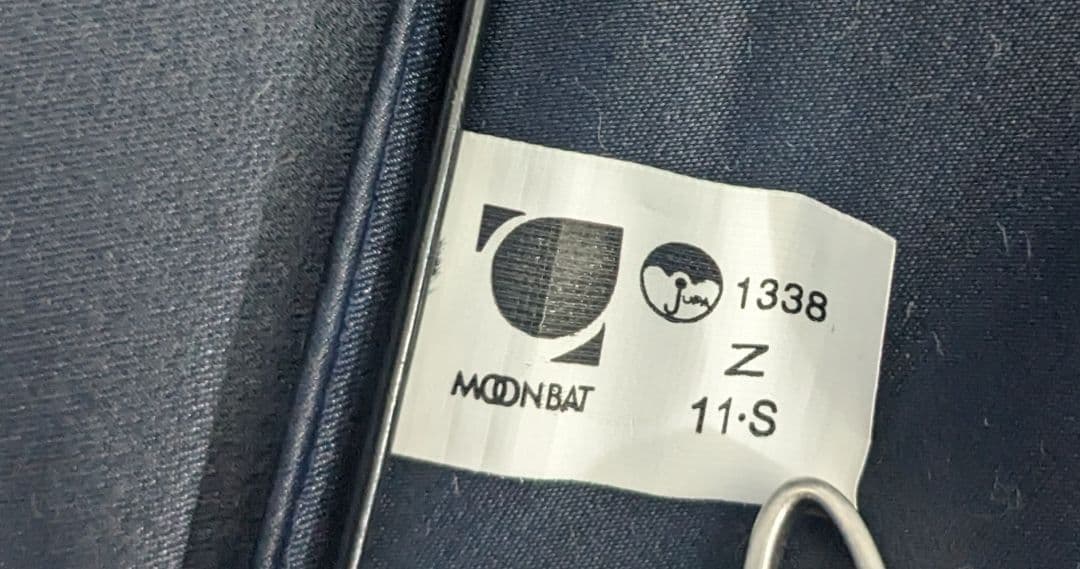 MOONBAT
JUPA 1338
Z
11·S